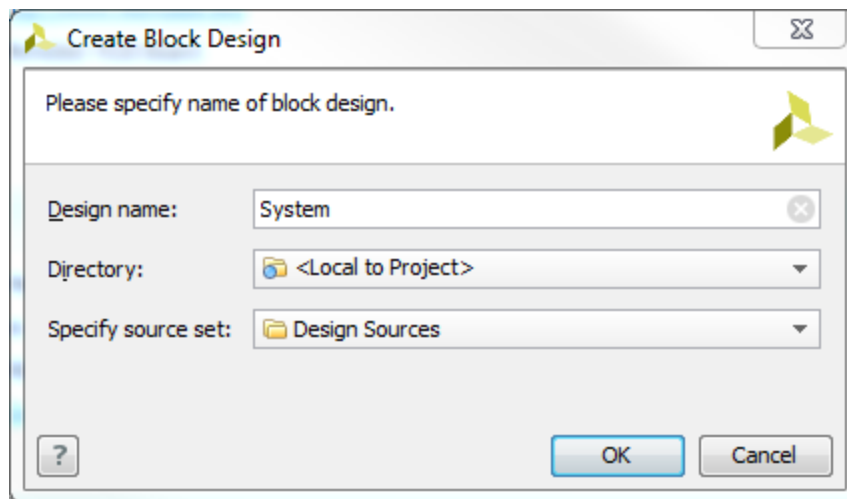 Create Block Design
Please specify name of block design.
Design name: System
Directory: <Local to Project>
Specify source set: Design Sources
? OK Cancel